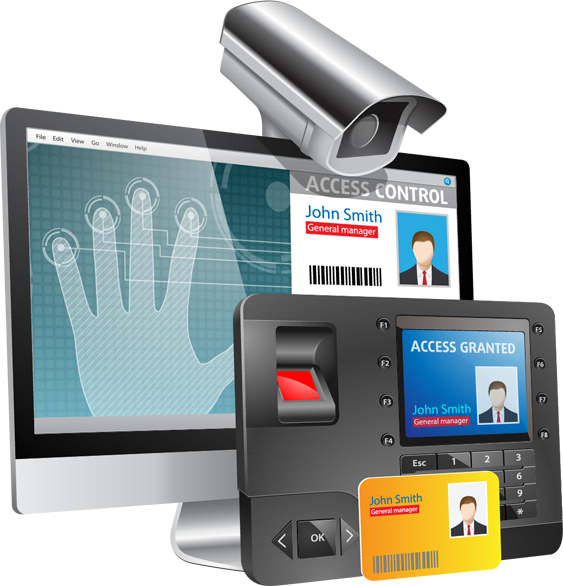 File Edit View Go Window Help
ACCESS CONTROL
John Smith
General manager
F1
F2
F3
F4
ACCESS GRANTED
John Smith
General manager
F5
F6
F7
F8
Esc 1 2 3
6
9
*
OK
John Smith
General manager